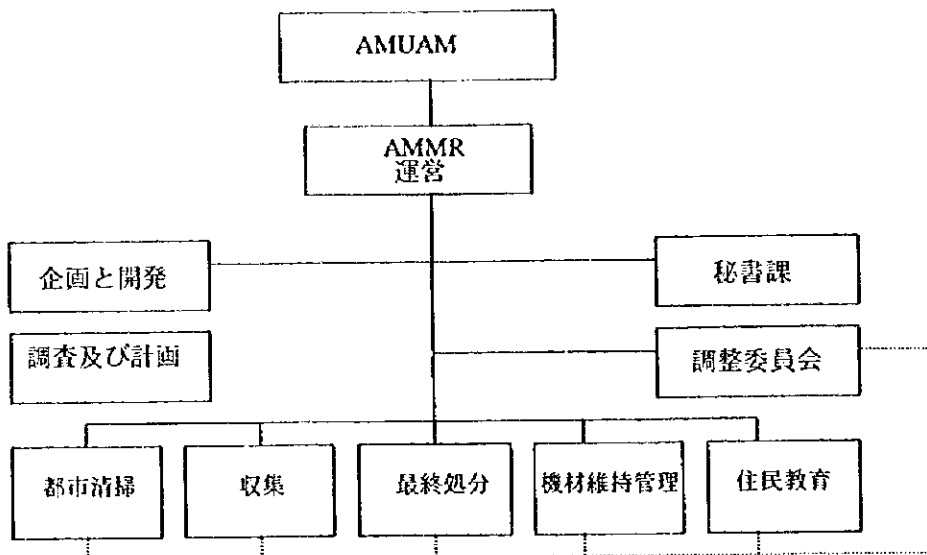 AMUAM
AMMR
運営
企画と開発
秘書課
調査及び計画
調整委員会
都市清掃
収集
最終処分
機材維持管理
住民教育